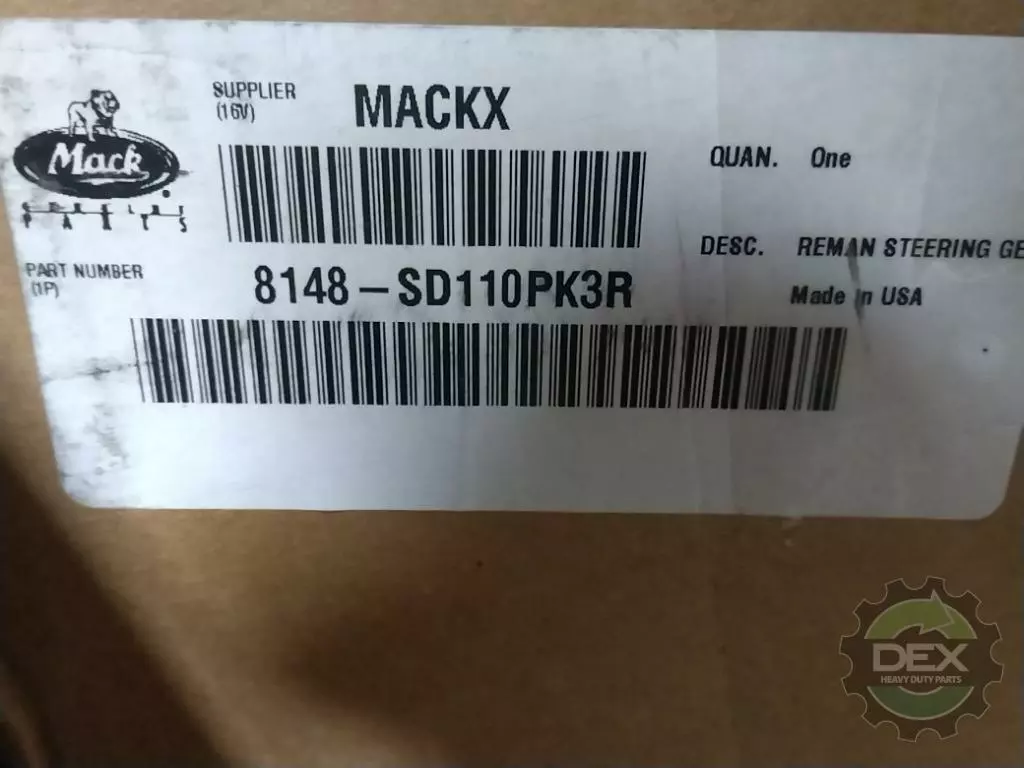 Mack
PARTS
SUPPLIER
(16V)
MACKX
QUAN. One
DESC. REMAN STEERING GE
Made in USA
PART NUMBER
(1P)
8148-SD110PK3R
DEX
HEAVY DUTY PARTS